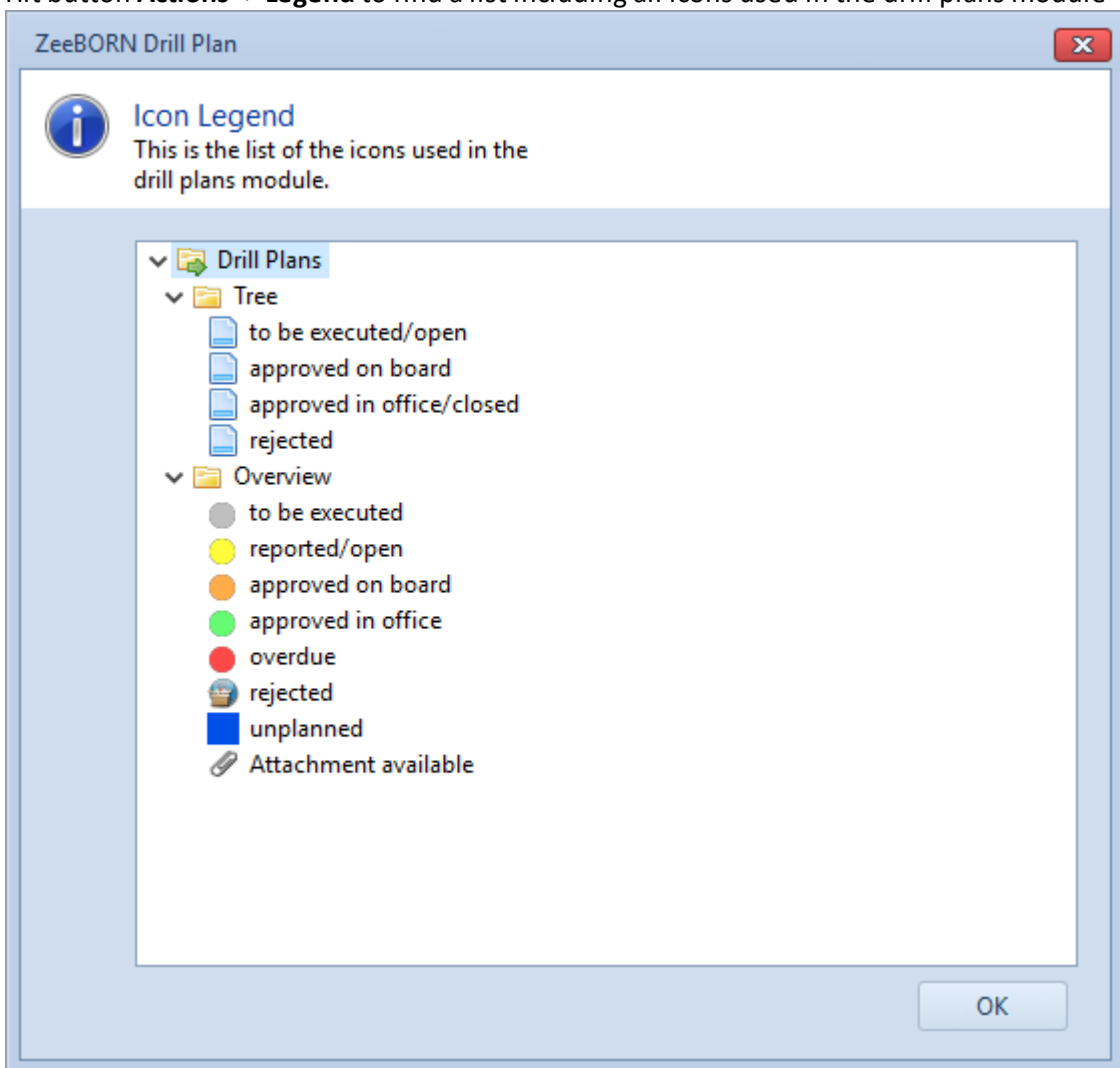 Hit button Actions -> Legend to find a list including all icons used in the drill plans module
ZeeBORN Drill Plan
Icon Legend
This is the list of the icons used in the
drill plans module.
Drill Plans
Tree
to be executed/open
approved on board
approved in office/closed
rejected
Overview
to be executed
reported/open
approved on board
approved in office
overdue
rejected
unplanned
Attachment available
OK